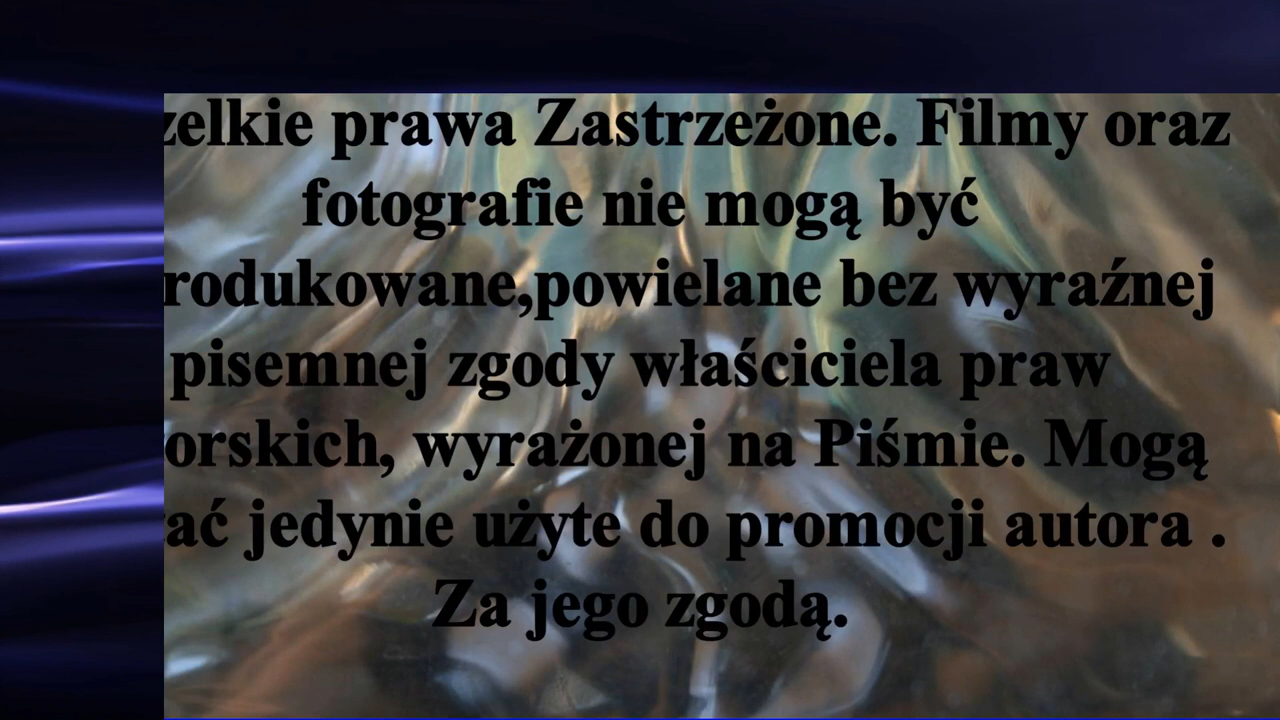 zelkie prawa Zastrzeżone. Filmy oraz
fotografie nie mogą być
rodukowane,powielane bez wyraźnej
pisemnej zgody właściciela praw
orskich, wyrażonej na Piśmie. Mogą
ać jedynie użyte do promocji autora .
Za jego zgodą.